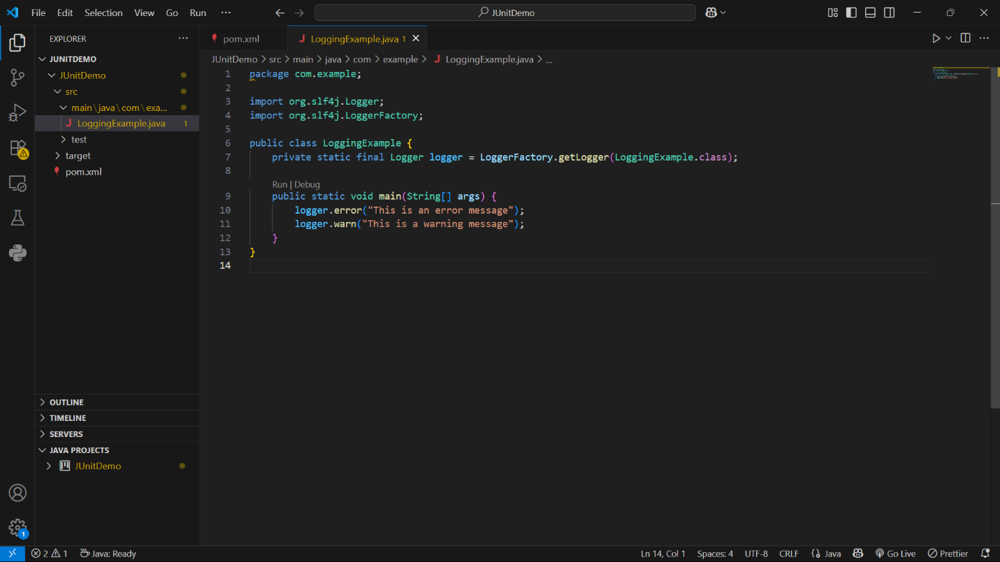 File Edit Selection View Go Run ···
JUnitDemo
EXPLORER ···
JUNITDEMO
JUnitDemo
src
main\java\com\exa...
LoggingExample.java 1
test
target
pom.xml
OUTLINE
TIMELINE
SERVERS
JAVA PROJECTS
JUnitDemo
pom.xml
LoggingExample.java 1
JUnitDemo > src > main > java > com > example > LoggingExample.java > ...
1 package com.example;
2
3 import org.slf4j.Logger;
4 import org.slf4j.LoggerFactory;
5
6 public class LoggingExample {
7 private static final Logger logger = LoggerFactory.getLogger(LoggingExample.class);
8
Run | Debug
9 public static void main(String[] args) {
10 logger.error("This is an error message");
11 logger.warn("This is a warning message");
12 }
13 }
14
1
2 1 Java: Ready Ln 14, Col 1 Spaces: 4 UTF-8 CRLF {} Java Go Live Prettier